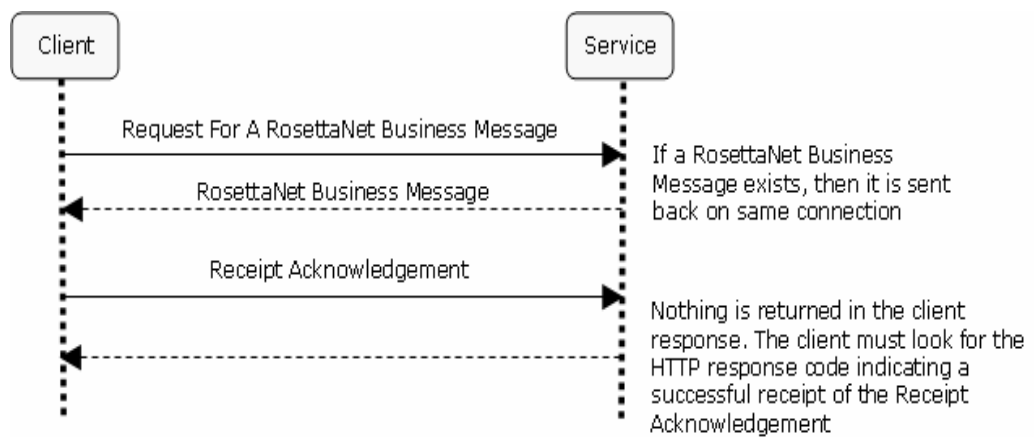 Client
Service
Request For A RosettaNet Business Message
If a RosettaNet Business
Message exists, then it is sent
back on same connection
RosettaNet Business Message
Receipt Acknowledgement
Nothing is returned in the client
response. The client must look for the
HTTP response code indicating a
successful receipt of the Receipt
Acknowledgement